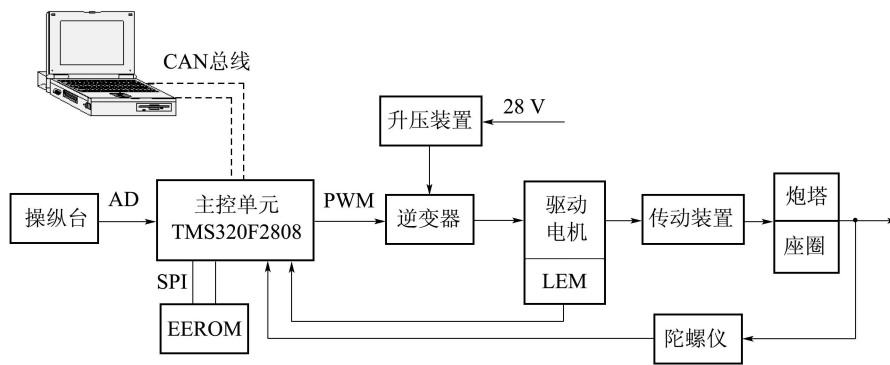 CAN总线
28 V
升压装置
操纵台
AD
主控单元
TMS320F2808
PWM
逆变器
驱动
电机
LEM
传动装置
炮塔
座圈
SPI
EEROM
陀螺仪